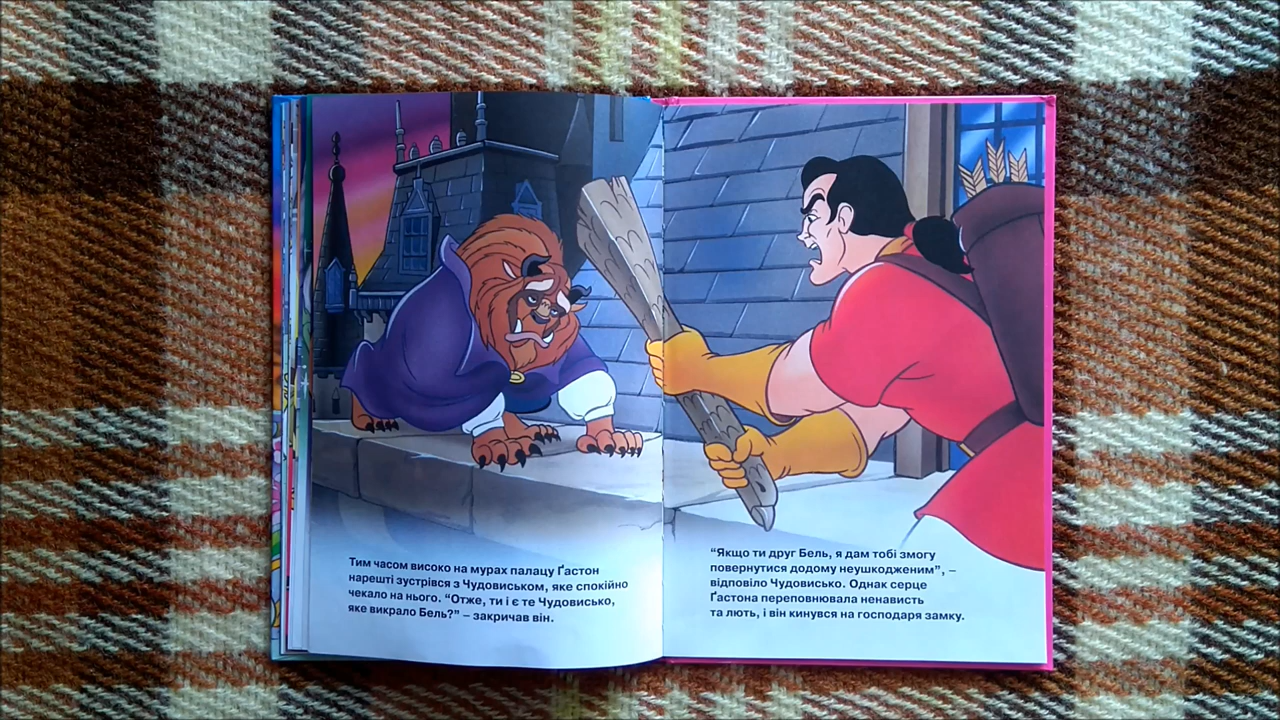 Тим часом високо на мурах палацу Ґастон
нарешті зустрівся з Чудовиськом, яке спокійно
чекало на нього. “Отже, ти і є те Чудовисько,
яке викрало Бель?” – закричав він.
“Якщо ти друг Бель, я дам тобі змогу
повернутися додому неушкодженим”, –
відповіло Чудовисько. Однак серце
Ґастона переповнювала ненависть
та лють, і він кинувся на господаря замку.